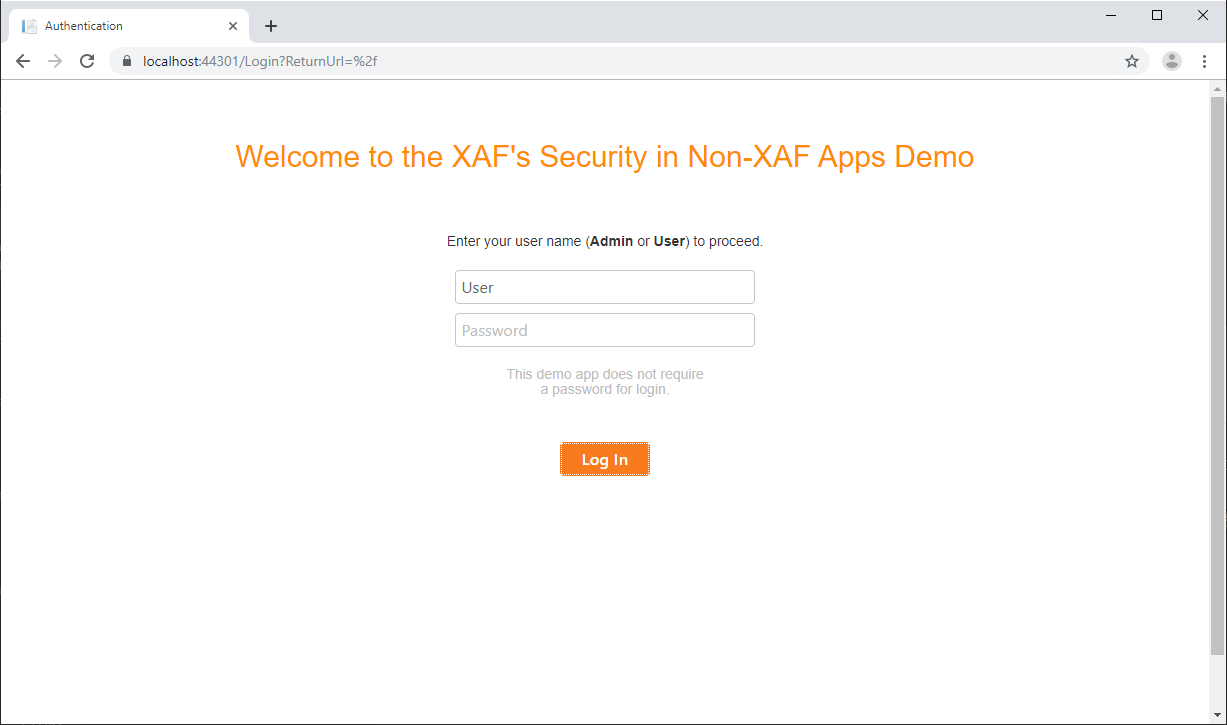 Authentication
localhost:44301/Login?ReturnUrl=%2f
Welcome to the XAF's Security in Non-XAF Apps Demo
Enter your user name (Admin or User) to proceed.
User
Password
This demo app does not require
a password for login.
Log In